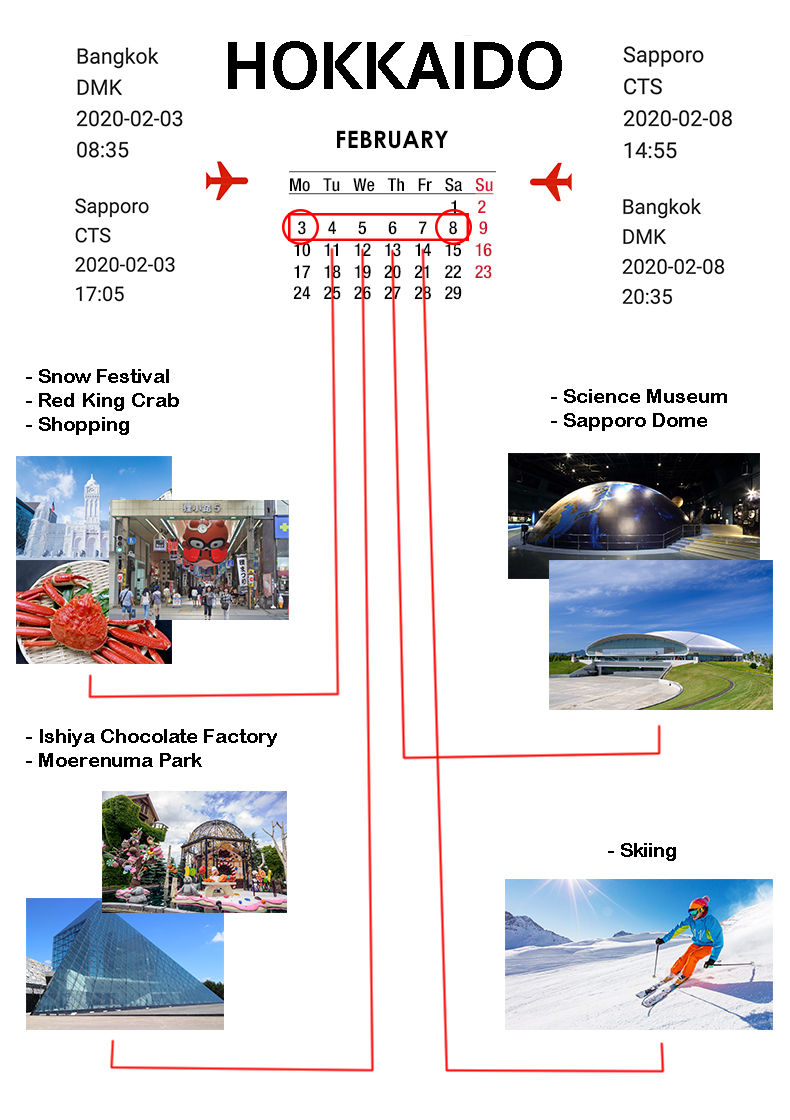 HOKKAIDO
Bangkok
DMK
2020-02-03
08:35
Sapporo
CTS
2020-02-03
17:05
Sapporo
CTS
2020-02-08
14:55
Bangkok
DMK
2020-02-08
20:35
FEBRUARY
Mo Tu We Th Fr Sa Su
1 2
3 4 5 6 7 8 9
10 11 12 13 14 15 16
17 18 19 20 21 22 23
24 25 26 27 28 29
- Snow Festival
- Red King Crab
- Shopping
狸小路5
狸まつり
- Science Museum
- Sapporo Dome
- Ishiya Chocolate Factory
- Moerenuma Park
- Skiing